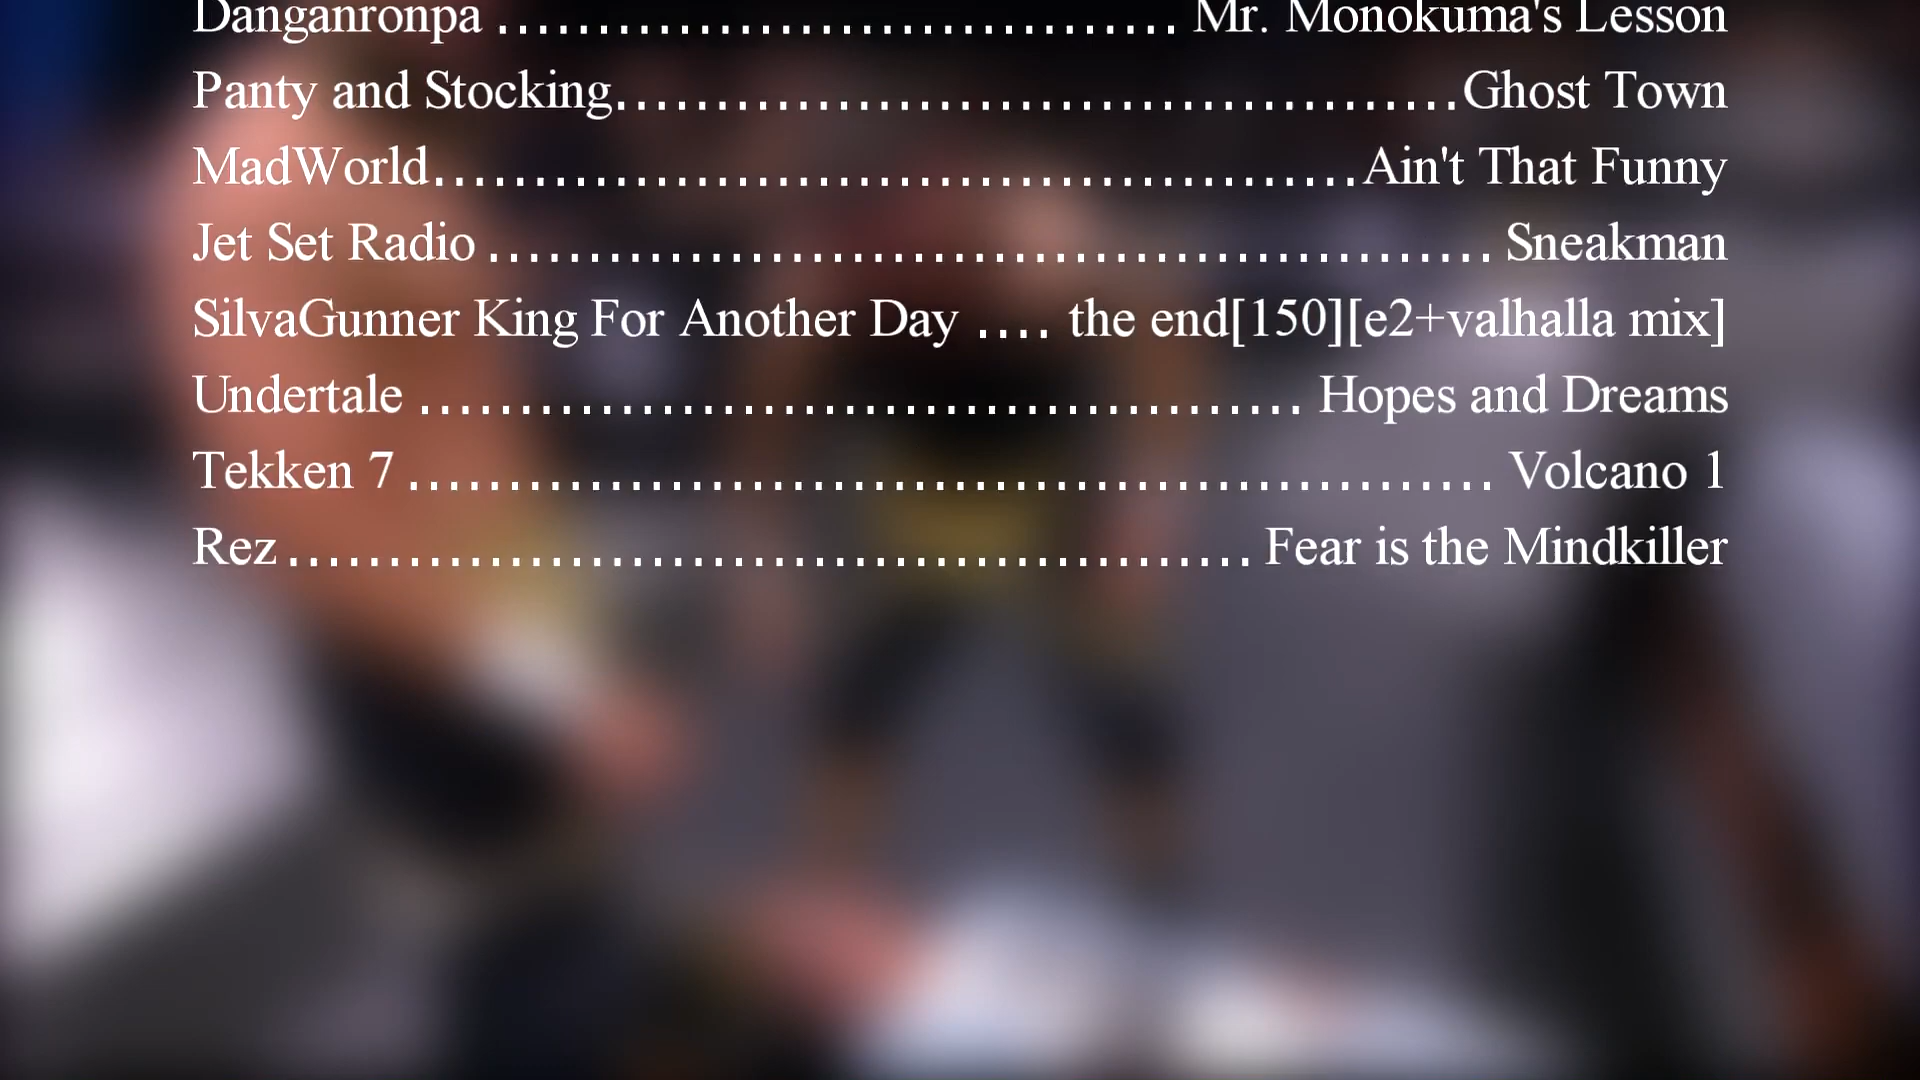 Danganronpa ................................... Mr. Monokuma's Lesson
Panty and Stocking..........................................Ghost Town
MadWorld..............................................Ain't That Funny
Jet Set Radio .................................................. Sneakman
SilvaGunner King For Another Day .... the end[150][e2+valhalla mix]
Undertale ............................................ Hopes and Dreams
Tekken 7 ...................................................... Volcano 1
Rez ................................................ Fear is the Mindkiller